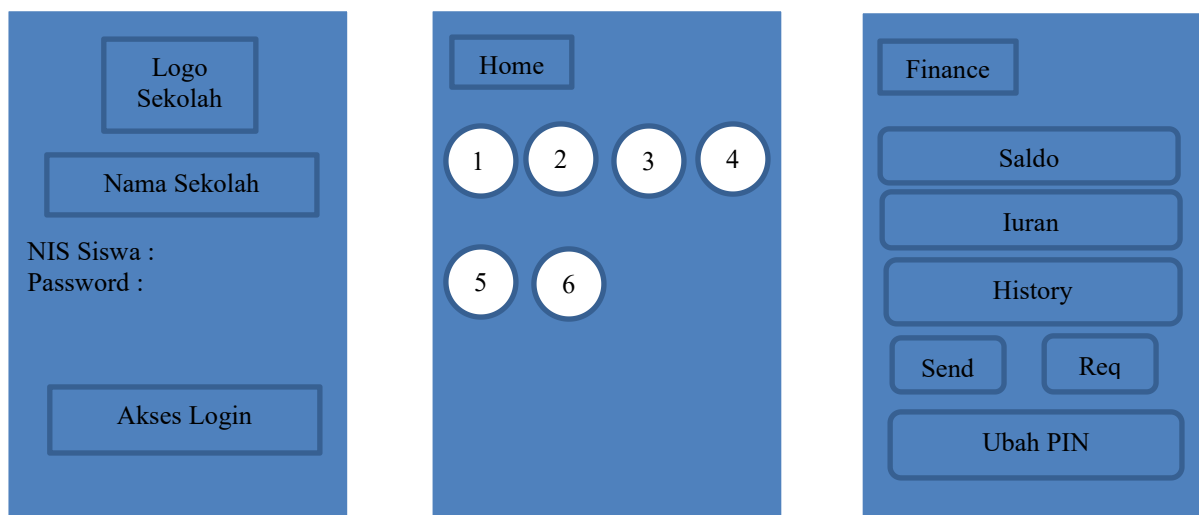 Logo
Sekolah
Nama Sekolah
NIS Siswa :
Password :
Akses Login
Home
1 2 3 4
5 6
Finance
Saldo
Iuran
History
Send Req
Ubah PIN